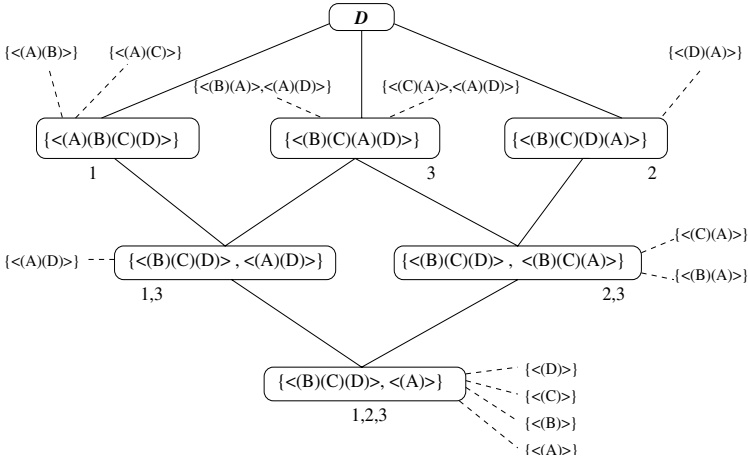 D
{<(A)(B)>}
{<(A)(C)>}
{<(D)(A)>}
{<(B)(A)>,<(A)(D)>}
{<(C)(A)>,<(A)(D)>}
{<(A)(B)(C)(D)>}
{<(B)(C)(A)(D)>}
{<(B)(C)(D)(A)>}
1
3
2
{<(C)(A)>}
{<(A)(D)>}
{<(B)(C)(D)> , <(A)(D)>}
{<(B)(C)(D)> , <(B)(C)(A)>}
{<(B)(A)>}
1,3
2,3
{<(B)(C)(D)>, <(A)>}
{<(D)>}
{<(C)>}
{<(B)>}
{<(A)>}
1,2,3